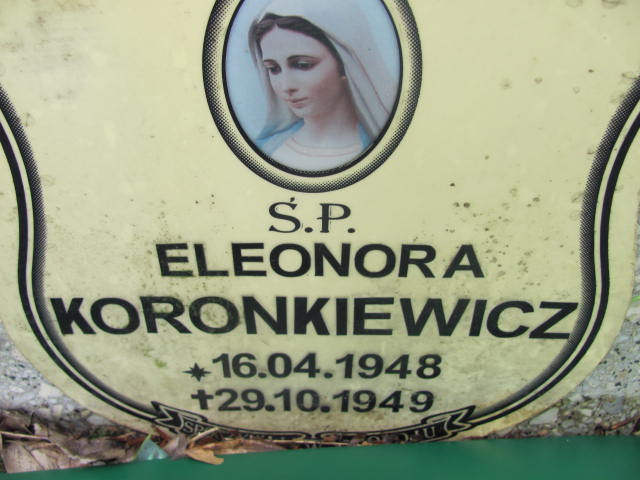 Ś.P.
ELEONORA
KORONKIEWICZ
16.04.1948
✝29.10.1949